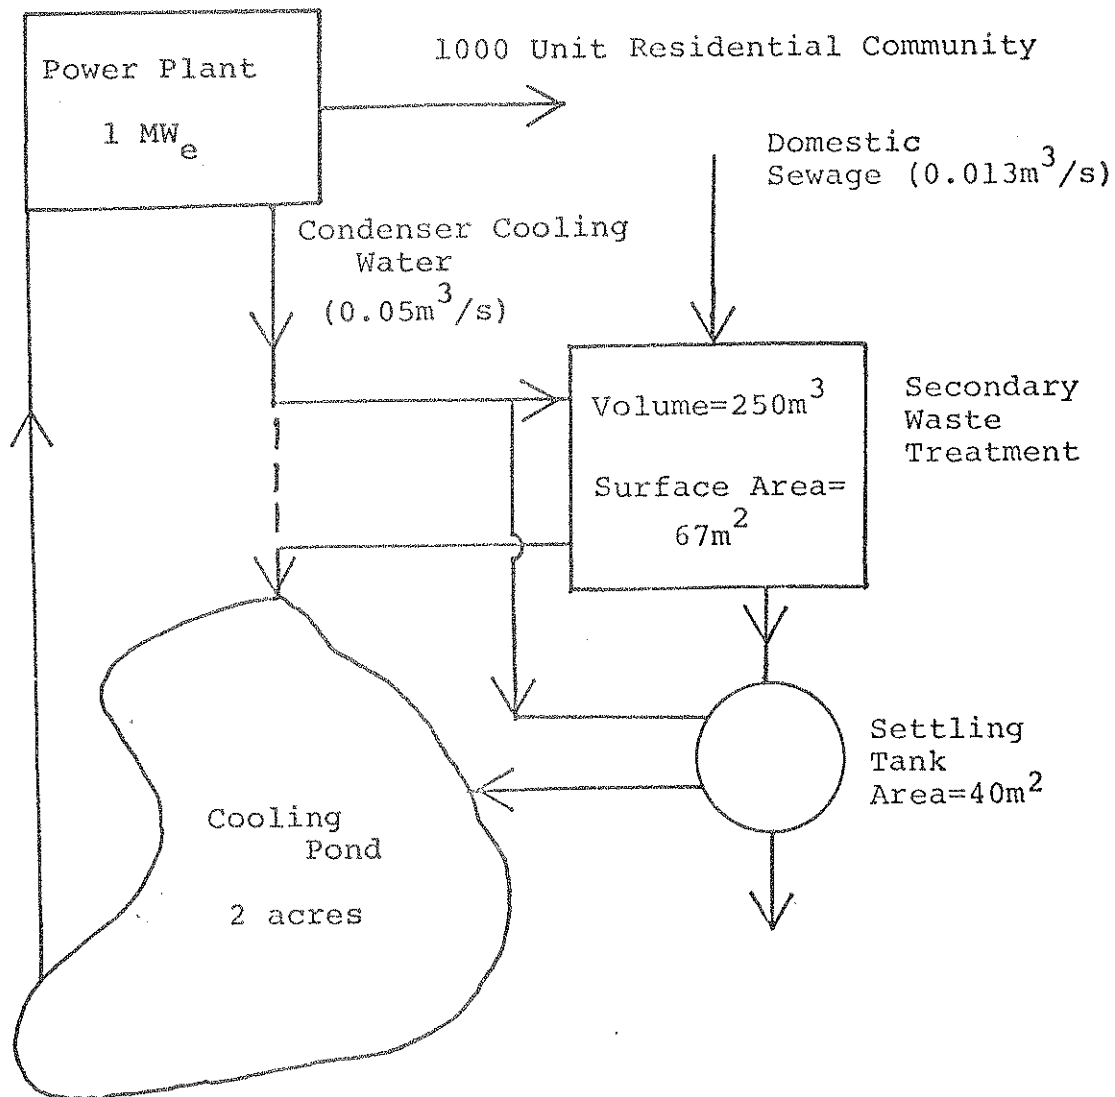 Power Plant
1 MWe
1000 Unit Residential Community
Domestic
Sewage (0.013m³/s)
Condenser Cooling
Water
(0.05m³/s)
Volume=250m³
Surface Area=
67m²
Secondary
Waste
Treatment
Settling
Tank
Area=40m²
Cooling
Pond
2 acres